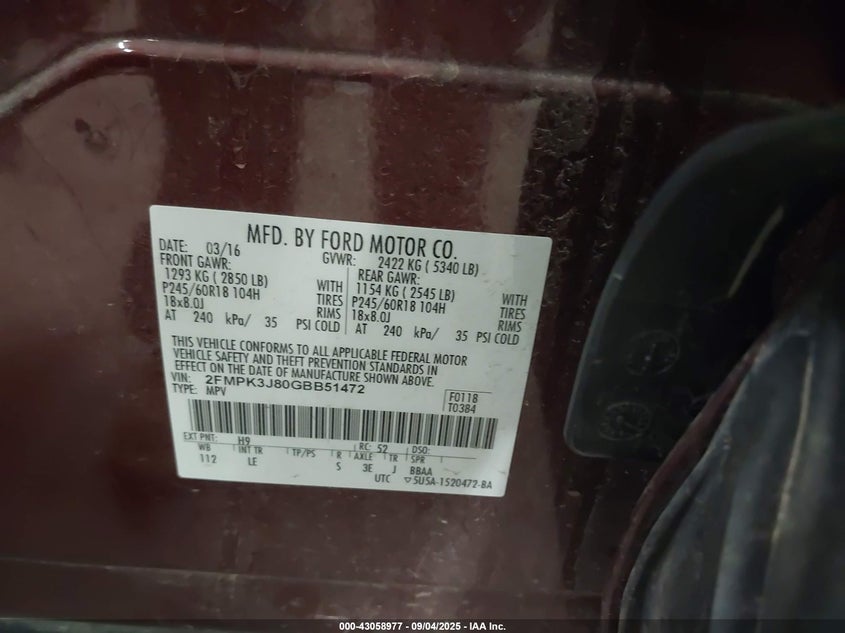 MFD. BY FORD MOTOR CO.
DATE: 03/16 GVWR: 2422 KG ( 5340 LB)
FRONT GAWR: REAR GAWR:
1293 KG ( 2850 LB) WITH 1154 KG ( 2545 LB) WITH
P245/60R18 104H TIRES P245/60R18 104H TIRES
18x8.0J RIMS 18x8.0J RIMS
AT 240 kPa/ 35 PSI COLD AT 240 kPa/ 35 PSI COLD
THIS VEHICLE CONFORMS TO ALL APPLICABLE FEDERAL MOTOR
VEHICLE SAFETY AND THEFT PREVENTION STANDARDS IN
EFFECT ON THE DATE OF MANUFACTURE SHOWN ABOVE.
VIN: 2FMPK3J80GBB51472 F0118
TYPE: MPV T0384
EXT PNT: H9 RC: 52 DSO:
WB INT TR TP/PS R AXLE TR SPR
112 LE S 3E J BBAA
UTC ▽5U5A-1520472-BA
000-43058977 - 09/04/2025 - IAA Inc.